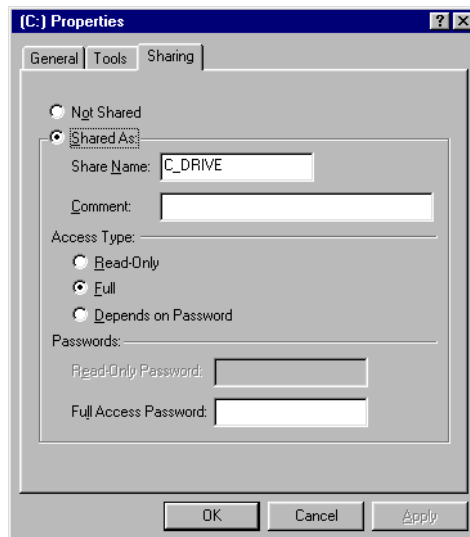 (C:) Properties
General Tools Sharing
Not Shared
Shared As:
Share Name: C_DRIVE
Comment:
Access Type:
Read-Only
Full
Depends on Password
Passwords:
Read-Only Password:
Full Access Password:
OK Cancel Apply